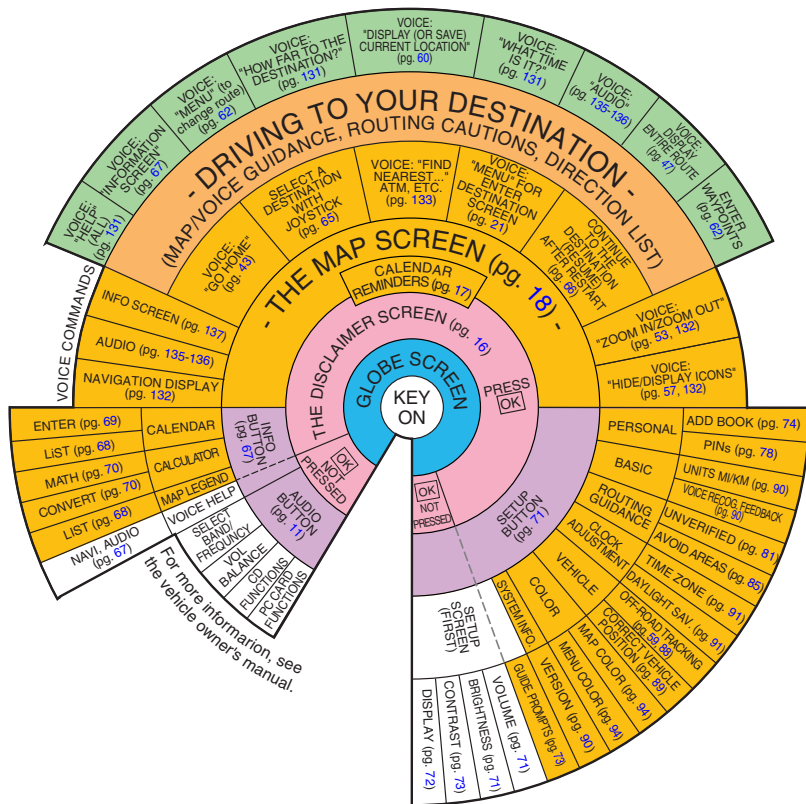 VOICE:
"HELP"
(ALL)
(pg. 131)
VOICE:
"INFORMATION
SCREEN"
(pg. 67)
VOICE:
"MENU" (to
change route)
(pg. 62)
VOICE:
"HOW FAR TO THE
DESTINATION?"
(pg. 131)
VOICE:
"DISPLAY (OR SAVE)
CURRENT LOCATION"
(pg. 60)
VOICE:
"WHAT TIME
IS IT?"
(pg. 131)
VOICE:
"AUDIO"
(pg. 135-136)
VOICE:
DISPLAY
ENTIRE ROUTE
(pg. 47)
ENTER
WAYPOINTS
(pg. 62)
- DRIVING TO YOUR DESTINATION -
(MAP/VOICE GUIDANCE, ROUTING CAUTIONS, DIRECTION LIST)
VOICE:
"GO HOME"
(pg. 43)
SELECT A
DESTINATION
WITH
JOYSTICK
(pg. 65)
VOICE: "FIND
NEAREST..."
ATM, ETC.
(pg. 133)
VOICE:
"MENU" FOR
ENTER
DESTINATION
SCREEN
(pg. 21)
CONTINUE
TO THE
DESTINATION
(RESUME)
AFTER RESTART
(pg. 66)
- THE MAP SCREEN (pg. 18) -
CALENDAR
REMINDERS (pg. 17)
THE DISCLAIMER SCREEN (pg. 16)
GLOBE SCREEN
KEY
ON
PRESS
OK
OK
NOT
PRESSED
OK
NOT
PRESSED
VOICE COMMANDS
INFO SCREEN (pg. 137)
AUDIO (pg. 135-136)
NAVIGATION DISPLAY
(pg. 132)
VOICE:
"ZOOM IN/ZOOM OUT"
(pg. 53, 132)
VOICE:
"HIDE/DISPLAY ICONS"
(pg. 57, 132)
ENTER (pg. 69)
LiST (pg. 68)
MATH (pg. 70)
CONVERT (pg. 70)
LIST (pg. 68)
NAVI, AUDIO
(pg. 67)
CALENDAR
CALCULATOR
MAP LEGEND
VOICE HELP
INFO
BUTTON
(pg. 67)
AUDIO
BUTTON
(pg. 11)
SELECT
BAND/
FREQUNCY
VOL,
BALANCE
CD
FUNCTIONS
PC CARD
FUNCTIONS
For more informarion, see
the vehicle owner's manual.
SETUP
BUTTON
(pg. 71)
PERSONAL
BASIC
ROUTING
GUIDANCE
CLOCK
ADJUSTMENT
VEHICLE
COLOR
SYSTEM INFO.
SETUP
SCREEN
(FIRST)
ADD BOOK (pg. 74)
PINs (pg. 78)
UNITS MI/KM (pg. 90)
VOICE RECOG. FEEDBACK
(pg. 90)
UNVERIFIED (pg. 81)
AVOID AREAS (pg. 85)
TIME ZONE (pg. 91)
DAYLIGHT SAV. (pg. 91)
OFF-ROAD TRACKING
(pg. 59, 88)
CORRECT VEHICLE
POSITION (pg. 89)
MAP COLOR (pg. 94)
MENU COLOR (pg. 94)
VERSION (pg. 90)
GUIDE. PROMPTS (pg. 73)
VOLUME (pg. 71)
BRIGHTNESS (pg. 71)
CONTRAST (pg. 73)
DISPLAY (pg. 72)